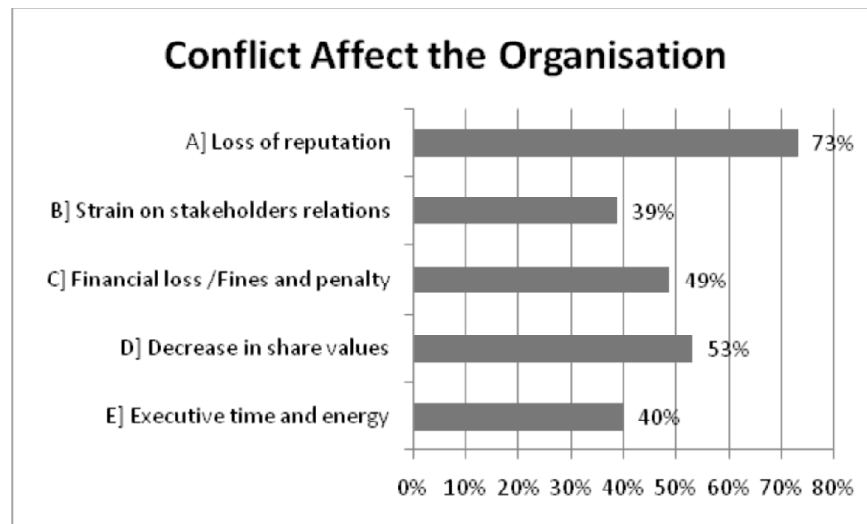 Conflict Affect the Organisation
A] Loss of reputation
73%
B] Strain on stakeholders relations
39%
C] Financial loss /Fines and penalty
49%
D] Decrease in share values
53%
E] Executive time and energy
40%
0% 10% 20% 30% 40% 50% 60% 70% 80%